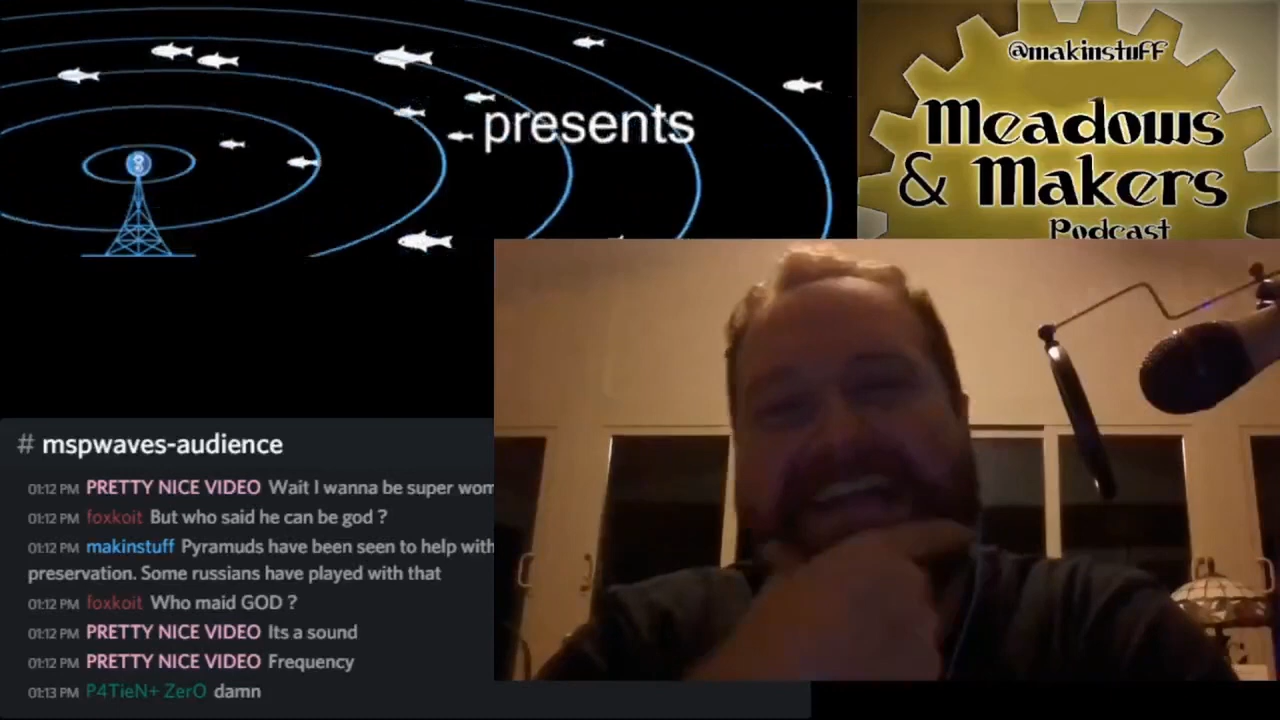 presents
@makinstuff
Meadows
& Makers
Podcast
# mspwaves-audience
01:12 PM PRETTY NICE VIDEO Wait I wanna be super wom
01:12 PM foxkoit But who said he can be god ?
01:12 PM makinstuff Pyramuds have been seen to help with
preservation. Some russians have played with that
01:12 PM foxkoit Who maid GOD ?
01:12 PM PRETTY NICE VIDEO Its a sound
01:12 PM PRETTY NICE VIDEO Frequency
01:13 PM P4TieN+ ZerO damn